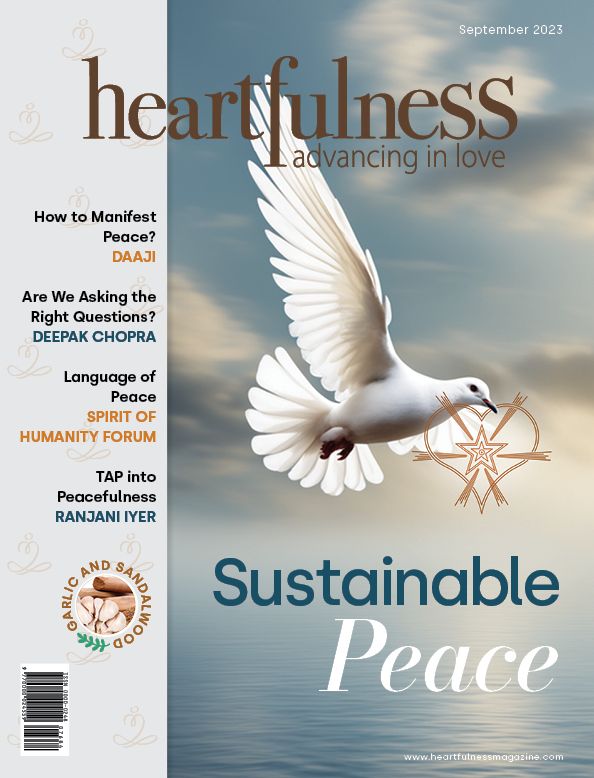 September 2023
heartfulness
advancing in love
How to Manifest
Peace?
DAAJI
Are We Asking the
Right Questions?
DEEPAK CHOPRA
Language of
Peace
SPIRIT OF
HUMANITY FORUM
TAP into
Peacefulness
RANJANI IYER
GARLIC AND SANDALWOOD
Sustainable
Peace
www.heartfulnessmagazine.com